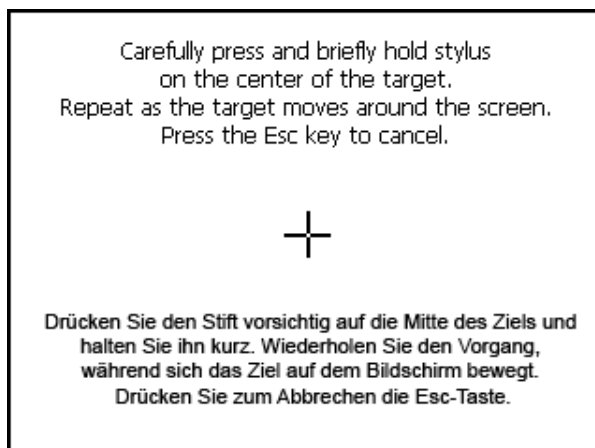 Carefully press and briefly hold stylus
on the center of the target.
Repeat as the target moves around the screen.
Press the Esc key to cancel.
Drücken Sie den Stift vorsichtig auf die Mitte des Ziels und
halten Sie ihn kurz. Wiederholen Sie den Vorgang,
während sich das Ziel auf dem Bildschirm bewegt.
Drücken Sie zum Abbrechen die Esc-Taste.